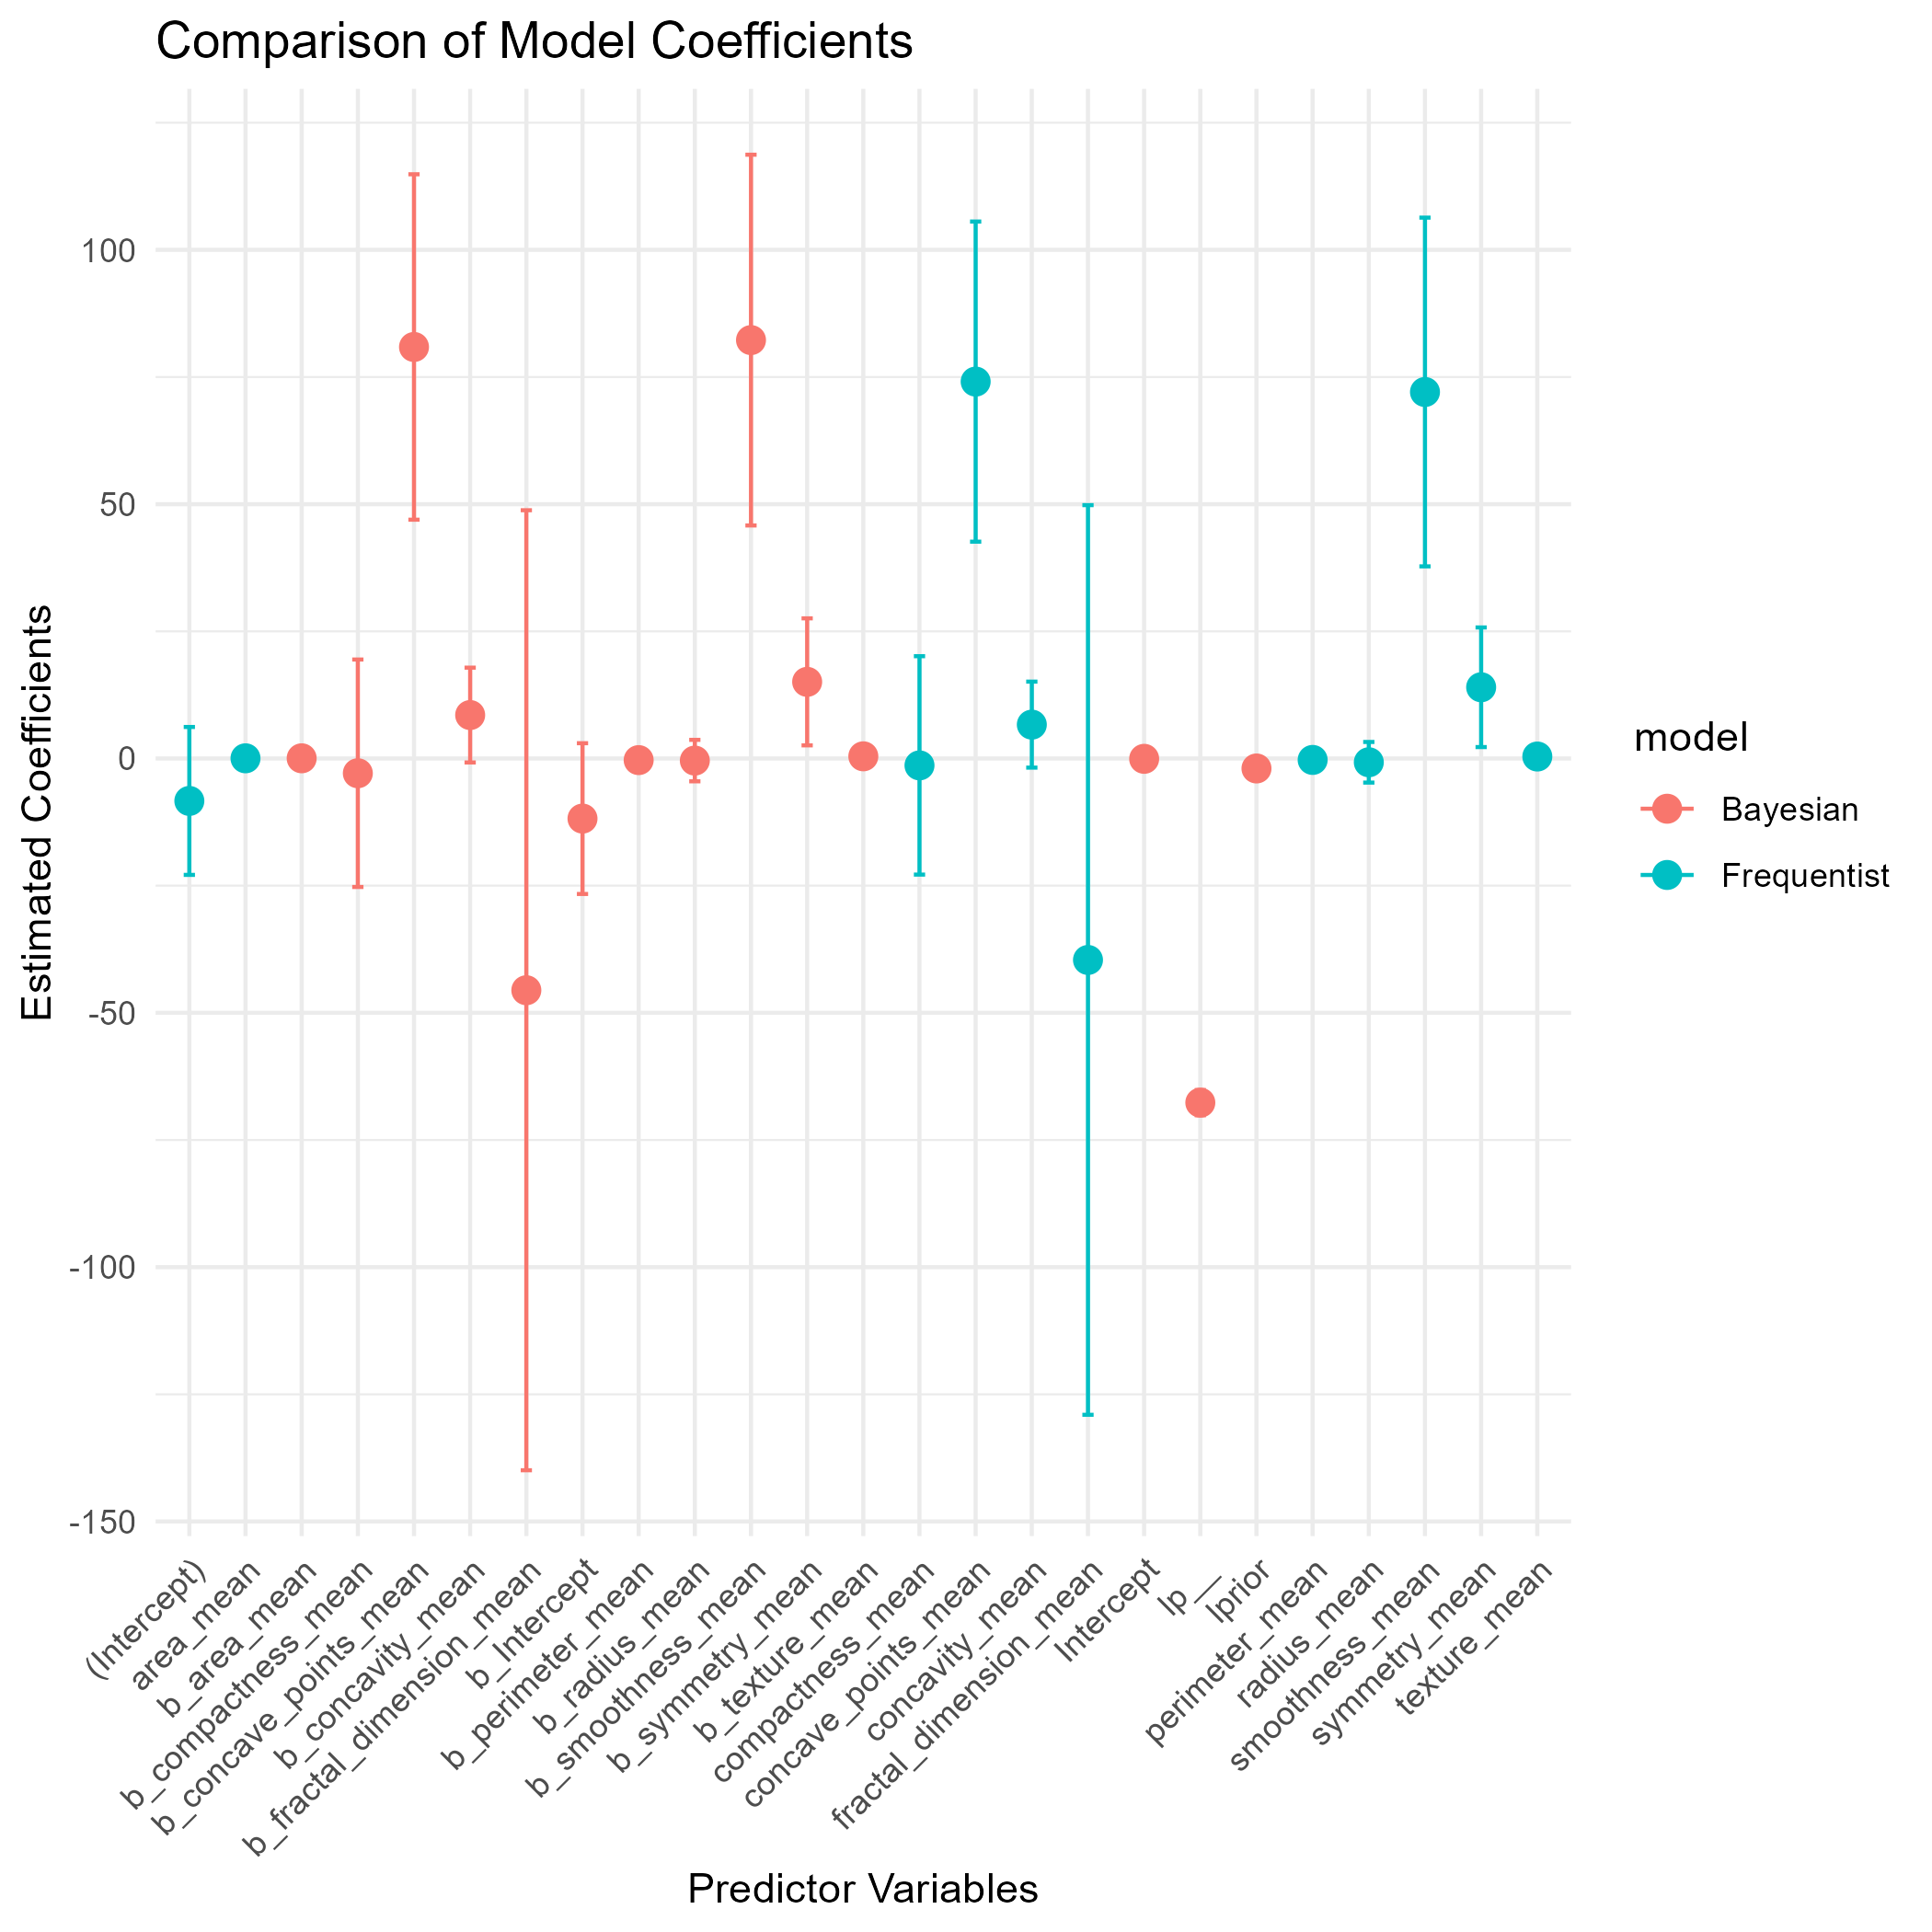 Comparison of Model Coefficients
Estimated Coefficients
100
50
0
-50
-100
-150
(Intercept)
area_mean
b_area_mean
b_compactness_mean
b_concave_points_mean
b_concavity_mean
b_fractal_dimension_mean
b_Intercept
b_perimeter_mean
b_radius_mean
b_smoothness_mean
b_symmetry_mean
b_texture_mean
compactness_mean
concave_points_mean
concavity_mean
fractal_dimension_mean
Intercept
lp__
lprior
perimeter_mean
radius_mean
smoothness_mean
symmetry_mean
texture_mean
Predictor Variables
model
Bayesian
Frequentist